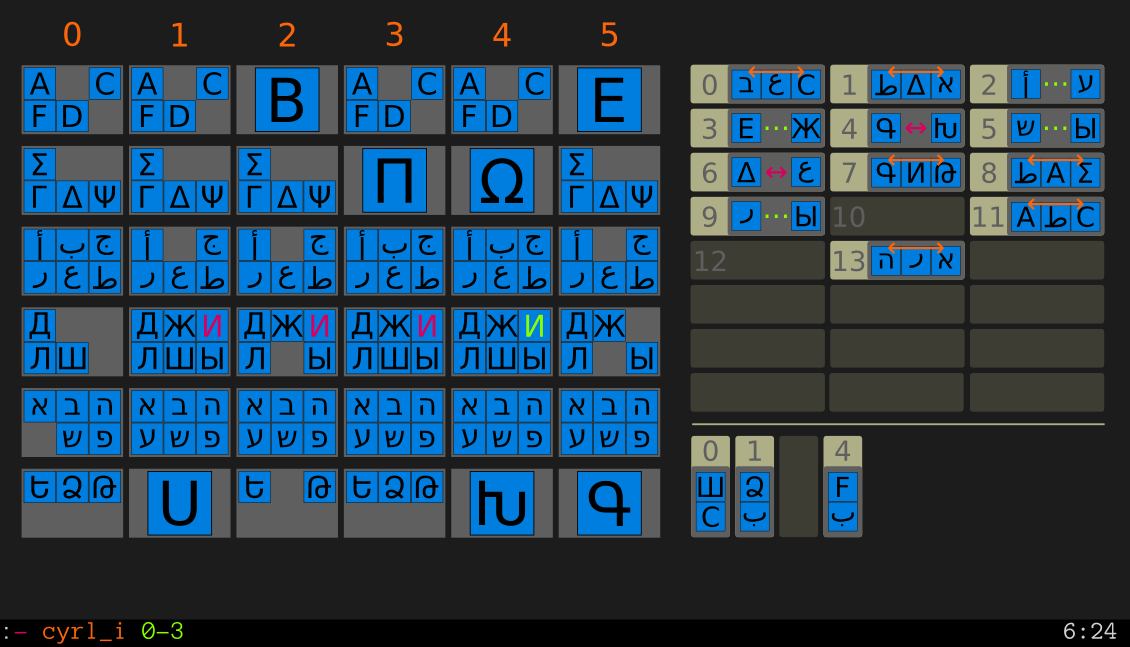 0 1 2 3 4 5
A C A C B A C A C E
F D F D F D F D
Σ Σ Σ Π Ω Σ
Γ Δ Ψ Γ Δ Ψ Γ Δ Ψ Γ Δ Ψ
أ ب ج أ ج أ ج أ ب ج أ ب ج أ ج
ر ع ط ر ع ط ر ع ط ر ع ط ر ع ط ر ع ط
Д Д Ж И Д Ж И Д Ж И Д Ж И Д Ж
Л Ш Л Ш Ы Л Ы Л Ш Ы Л Ш Ы Л Ы
א ב ה א ב ה א ב ה א ב ה א ב ה א ב ה
ש פ ע ש פ ע ש פ ע ש פ ע ש פ ע ש פ
Ե Զ Թ Ս Ե Թ Ե Զ Թ Խ Գ
0 ב ع C 1 ط Δ א 2 أ ... ע
3 E ... Ж 4 Գ ↔ Խ 5 ש ... Ы
6 Δ ↔ ع 7 Գ И Թ 8 ط A Σ
9 ر ... Ы 10 11 A ط C
12 13 ה ر א
0 1 4
Ш Զ F
C ب ب
:– cyrl_i 0–3 6:24